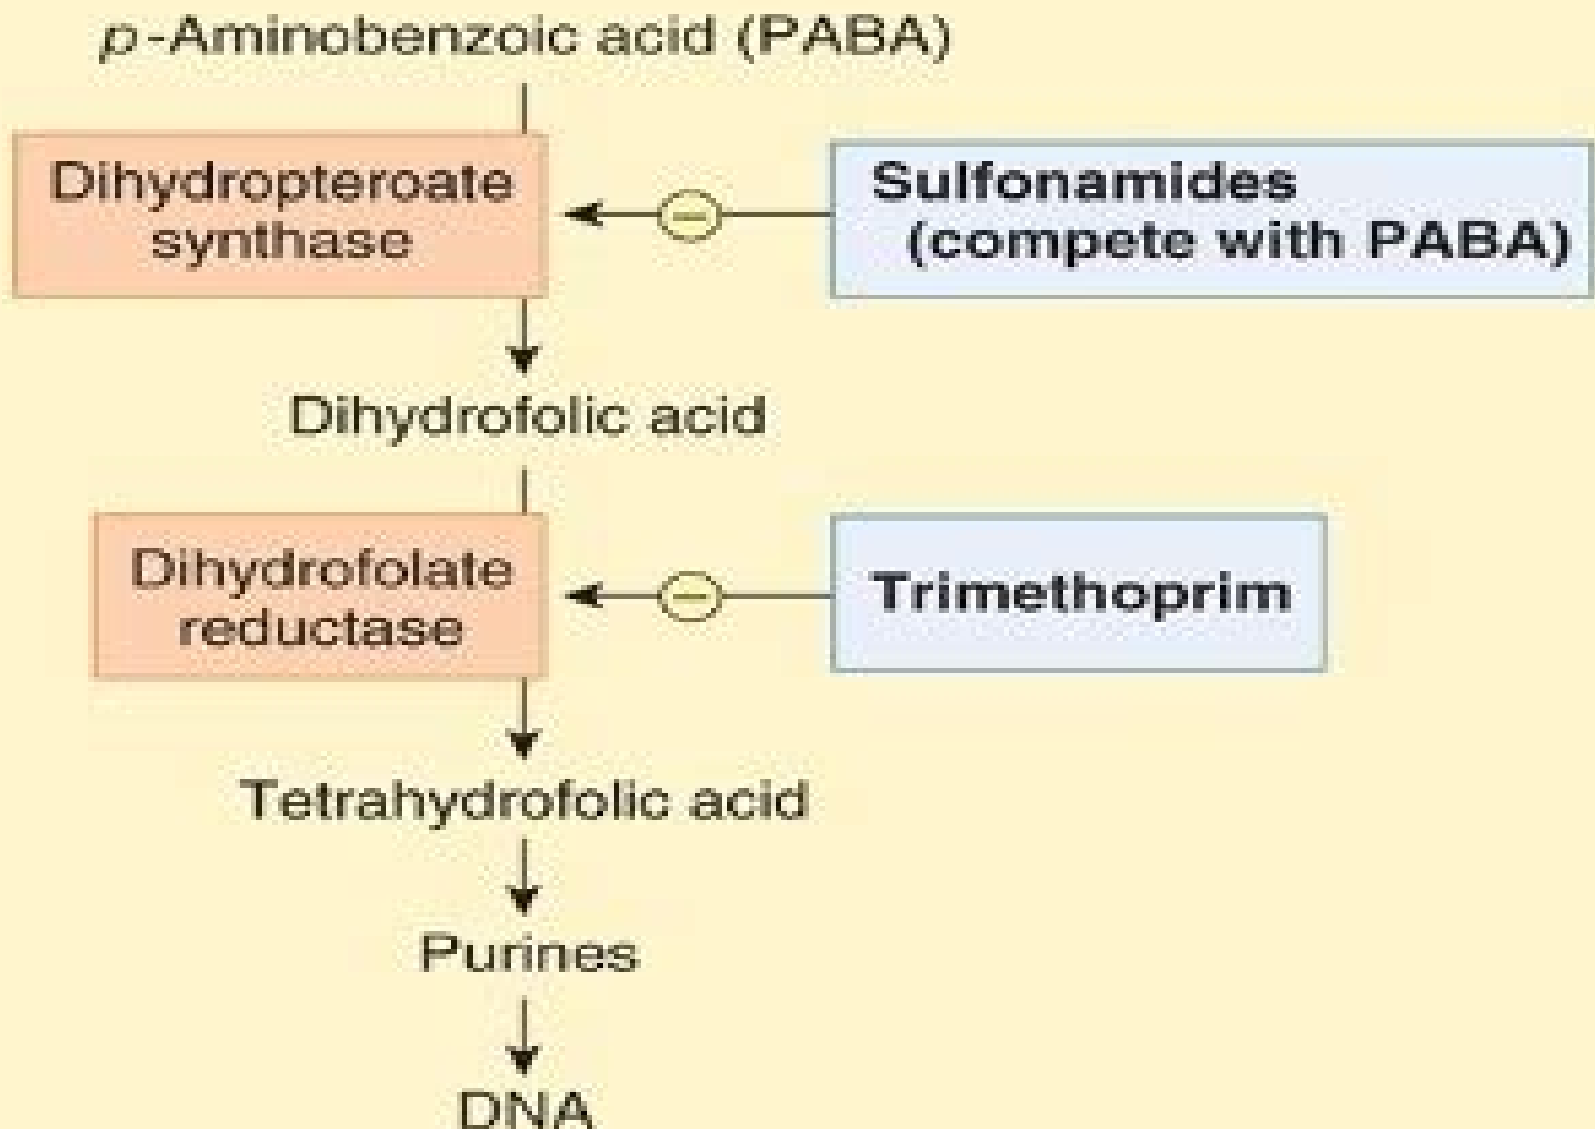 p-Aminobenzoic acid (PABA)
Dihydropteroate
synthase
Sulfonamides
(compete with PABA)
Dihydrofolic acid
Dihydrofolate
reductase
Trimethoprim
Tetrahydrofolic acid
Purines
DNA